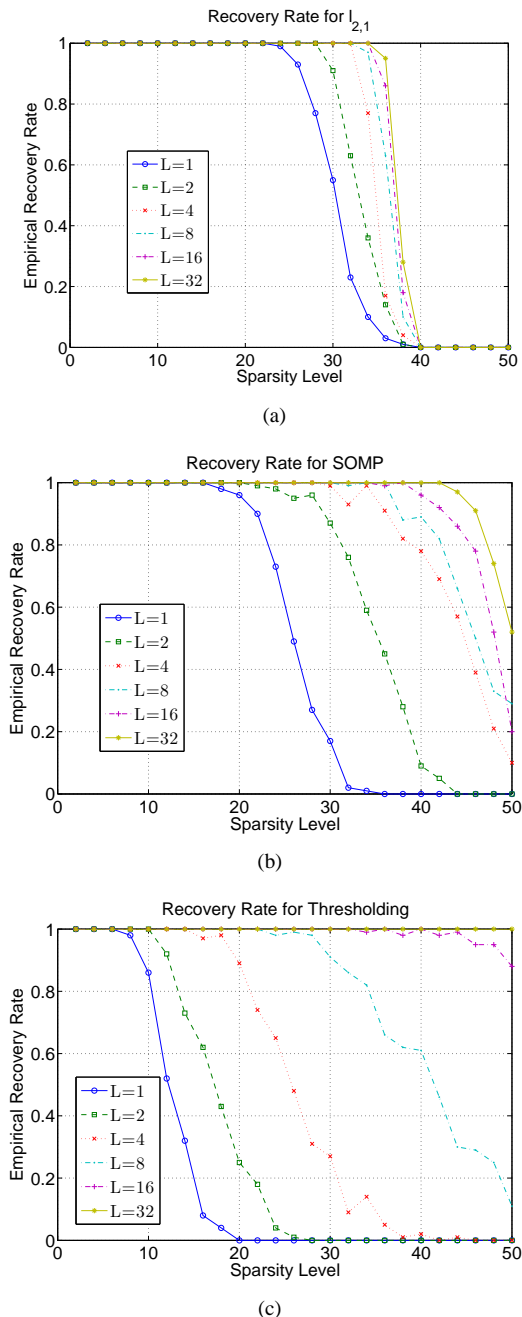 Recovery Rate for l2,1
1
0.8
0.6
0.4
0.2
0
Empirical Recovery Rate
L=1
L=2
L=4
L=8
L=16
L=32
0 10 20 30 40 50
Sparsity Level
(a)
Recovery Rate for SOMP
1
0.8
0.6
0.4
0.2
0
Empirical Recovery Rate
L=1
L=2
L=4
L=8
L=16
L=32
0 10 20 30 40 50
Sparsity Level
(b)
Recovery Rate for Thresholding
1
0.8
0.6
0.4
0.2
0
Empirical Recovery Rate
L=1
L=2
L=4
L=8
L=16
L=32
0 10 20 30 40 50
Sparsity Level
(c)